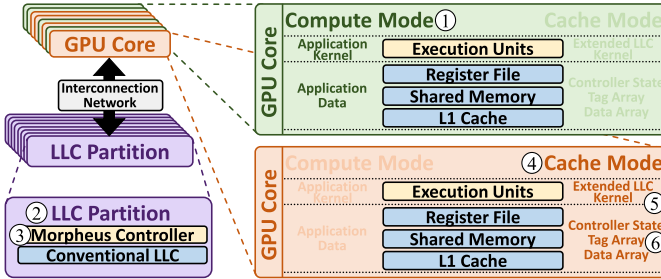 GPU Core
Interconnection
Network
LLC Partition
② LLC Partition
③ Morpheus Controller
Conventional LLC
GPU Core
Compute Mode ① Cache Mode
Application Kernel Execution Units Extended LLC Kernel
Application Data Register File Controller State
Shared Memory Tag Array
L1 Cache Data Array
GPU Core
Compute Mode ④ Cache Mode
Application Kernel Execution Units Extended LLC Kernel ⑤
Application Data Register File Controller State
Shared Memory Tag Array ⑥
L1 Cache Data Array